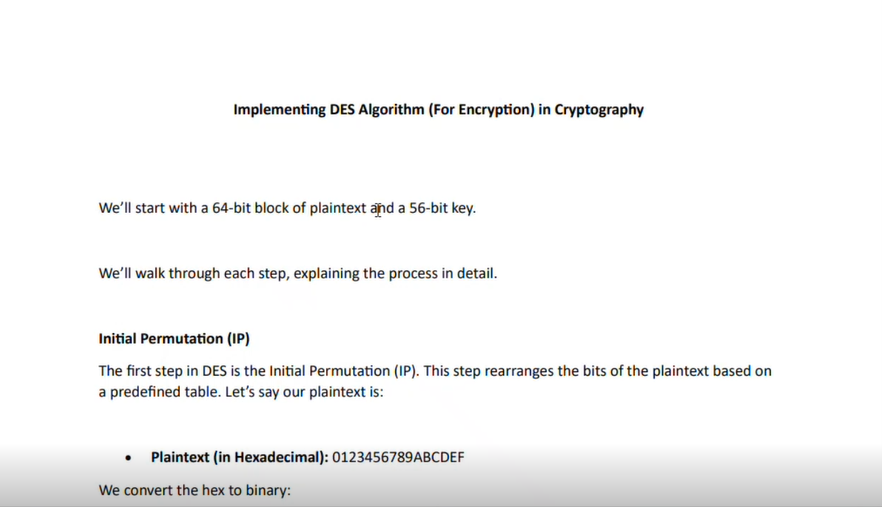 Implementing DES Algorithm (For Encryption) in Cryptography
We’ll start with a 64-bit block of plaintext and a 56-bit key.
We’ll walk through each step, explaining the process in detail.
Initial Permutation (IP)
The first step in DES is the Initial Permutation (IP). This step rearranges the bits of the plaintext based on
a predefined table. Let’s say our plaintext is:
• Plaintext (in Hexadecimal): 0123456789ABCDEF
We convert the hex to binary: